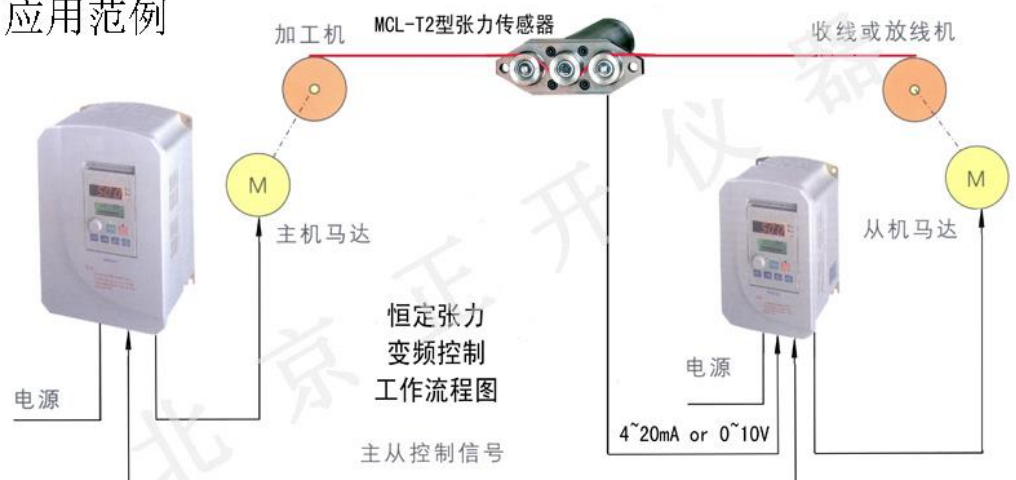 应用范例
加工机
MCL-T2型张力传感器
收线或放线机
M
M
主机马达
从机马达
恒定张力
变频控制
工作流程图
电源
电源
4~20mA or 0~10V
主从控制信号
北京正开仪器